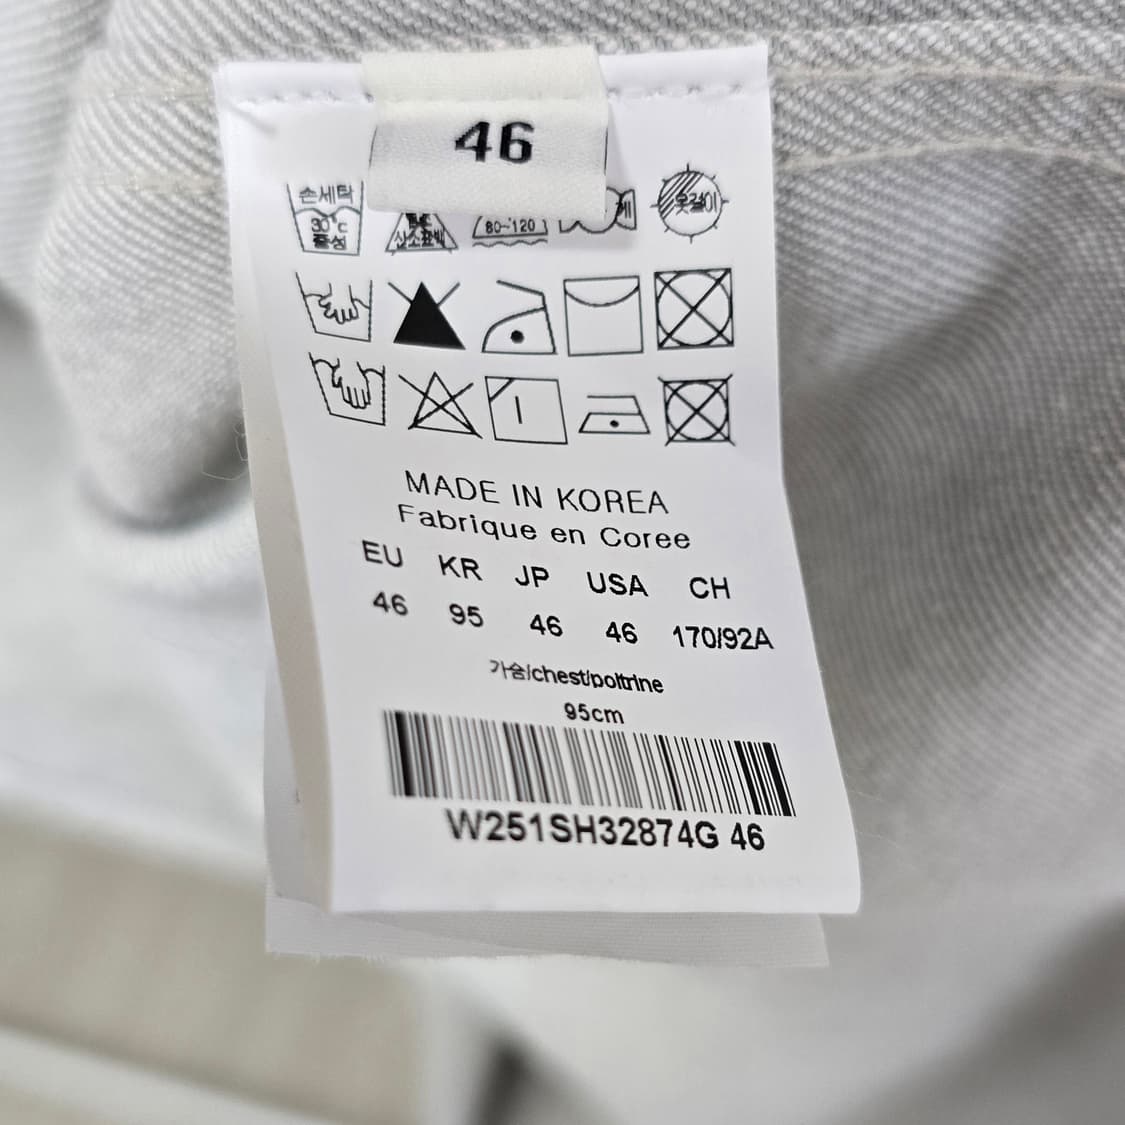 46
손세탁
30℃
중성
산소표백
80~120
옷걸이
MADE IN KOREA
Fabrique en Coree
EU KR JP USA CH
46 95 46 46 170/92A
가슴/chest/poitrine
95cm
W251SH32874G 46